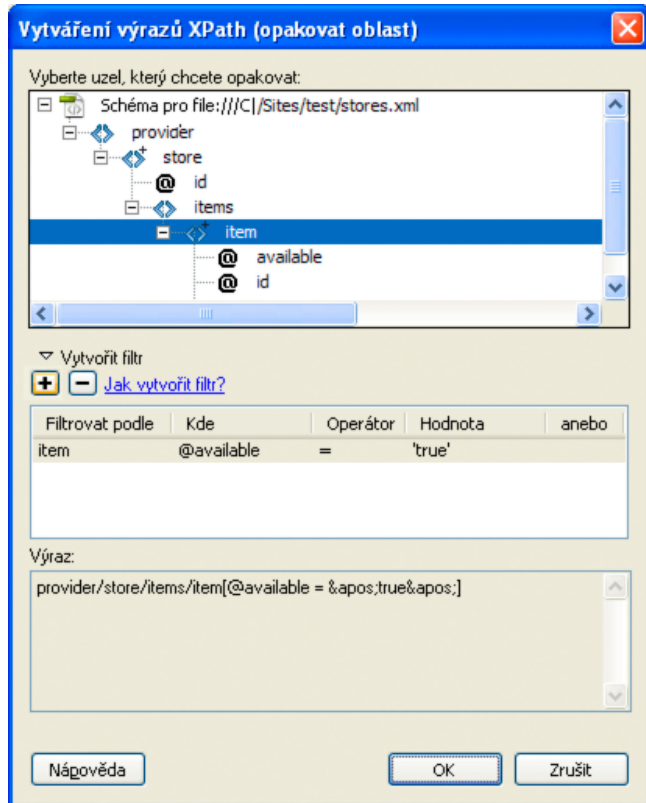 Vytváření výrazů XPath (opakovat oblast)
Vyberte uzel, který chcete opakovat:
Schéma pro file:///C|/Sites/test/stores.xml
provider
store
id
items
item
available
id
Vytvořit filtr
Jak vytvořit filtr?
Filtrovat podle Kde Operátor Hodnota anebo
item @available = 'true'
Výraz:
provider/store/items/item[@available = &apos;true&apos;]
Nápověda OK Zrušit